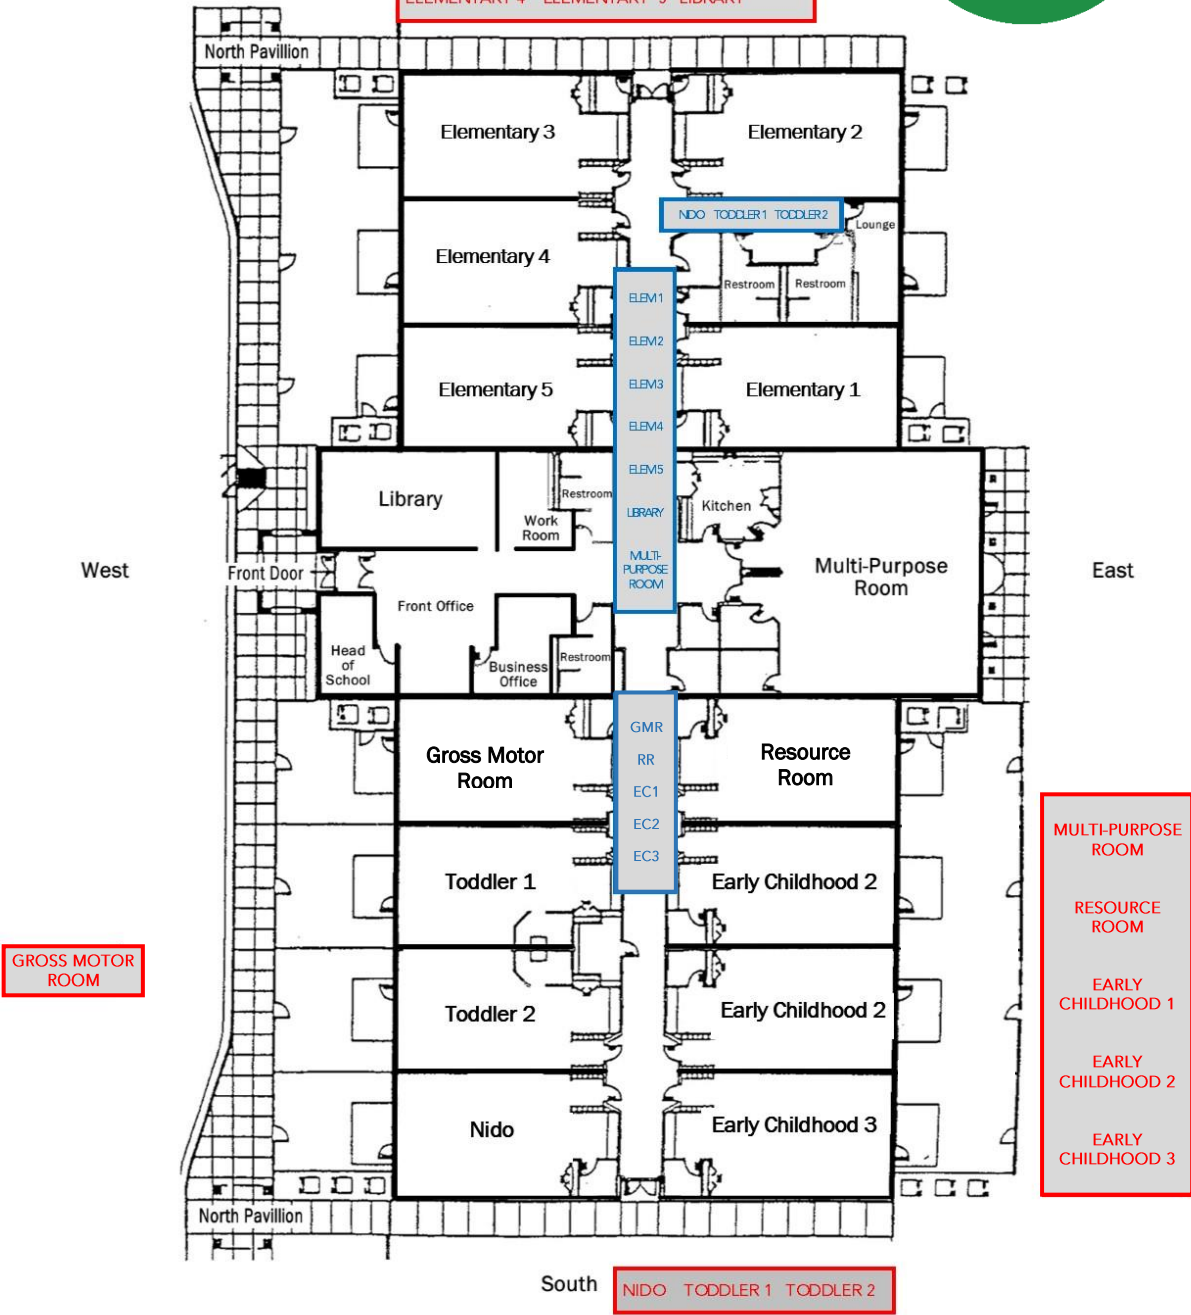 ELEMENTARY 4 ELEMENTARY 5 LIBRARY
North Pavillion
Elementary 3
Elementary 2
NIDO TODDLER 1 TODDLER 2
Lounge
Elementary 4
Restroom
Restroom
ELEM 1
ELEM 2
ELEM 3
ELEM 4
ELEM 5
LIBRARY
MULTI-
PURPOSE
ROOM
Elementary 5
Elementary 1
Library
Restroom
Work
Room
Kitchen
West
Front Door
Multi-Purpose
Room
East
Front Office
Head
of
School
Business
Office
Restroom
GMR
RR
EC1
EC2
EC3
Gross Motor
Room
Resource
Room
Toddler 1
Early Childhood 2
MULTI-PURPOSE
ROOM
RESOURCE
ROOM
EARLY
CHILDHOOD 1
EARLY
CHILDHOOD 2
EARLY
CHILDHOOD 3
GROSS MOTOR
ROOM
Toddler 2
Early Childhood 2
Nido
Early Childhood 3
North Pavillion
South
NIDO TODDLER 1 TODDLER 2